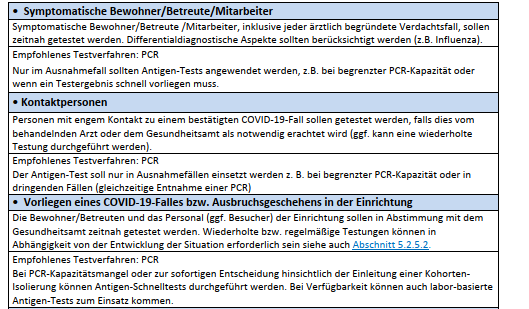 • Symptomatische Bewohner/Betreute/Mitarbeiter
Symptomatische Bewohner/Betreute /Mitarbeiter, inklusive jeder ärztlich begründete Verdachtsfall, sollen
zeitnah getestet werden. Differentialdiagnostische Aspekte sollten berücksichtigt werden (z.B. Influenza).
Empfohlenes Testverfahren: PCR
Nur im Ausnahmefall sollten Antigen-Tests angewendet werden, z.B. bei begrenzter PCR-Kapazität oder
wenn ein Testergebnis schnell vorliegen muss.
• Kontaktpersonen
Personen mit engem Kontakt zu einem bestätigten COVID-19-Fall sollen getestet werden, falls dies vom
behandelnden Arzt oder dem Gesundheitsamt als notwendig erachtet wird (ggf. kann eine wiederholte
Testung durchgeführt werden).
Empfohlenes Testverfahren: PCR
Der Antigen-Test soll nur in Ausnahmefällen einsetzt werden z. B. bei begrenzter PCR-Kapazität oder in
dringenden Fällen (gleichzeitige Entnahme einer PCR)
• Vorliegen eines COVID-19-Falles bzw. Ausbruchsgeschehens in der Einrichtung
Die Bewohner/Betreuten und das Personal (ggf. Besucher) der Einrichtung sollen in Abstimmung mit dem
Gesundheitsamt zeitnah getestet werden. Wiederholte bzw. regelmäßige Testungen können in
Abhängigkeit von der Entwicklung der Situation erforderlich sein siehe auch Abschnitt 5.2.5.2.
Empfohlenes Testverfahren: PCR
Bei PCR-Kapazitätsmangel oder zur sofortigen Entscheidung hinsichtlich der Einleitung einer Kohorten-
Isolierung können Antigen-Schnelltests durchgeführt werden. Bei Verfügbarkeit können auch labor-basierte
Antigen-Tests zum Einsatz kommen.